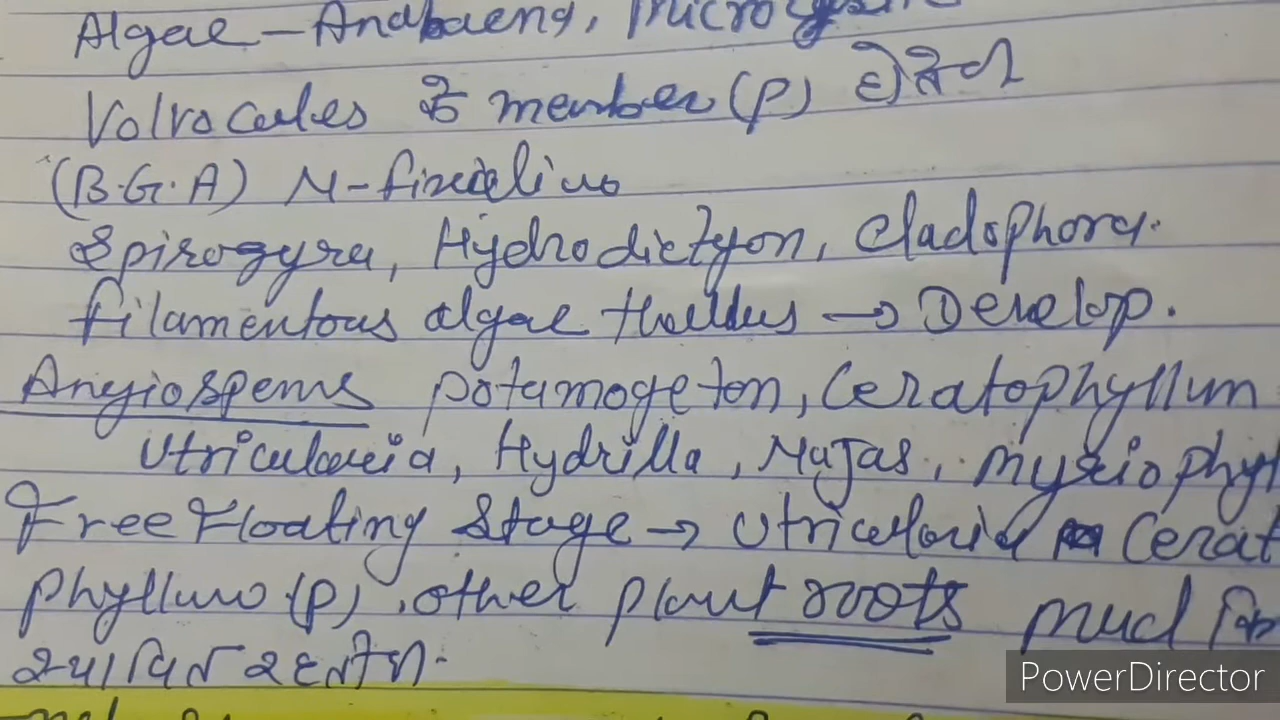 Algae - Anabaena,
Volvocales के member (P) होते
(B.G.A) N-fixation
Spirogyra, Hydrodictyon, Cladophora.
filamentous algae thallus → Develop.
Angiosperms Potamogeton, Ceratophyllum
Utricularia, Hydrilla, Najas, Myriophyl
Free Floating Stage → Utricularia Cerat
phyllum (P), other plant roots mud
PowerDirector